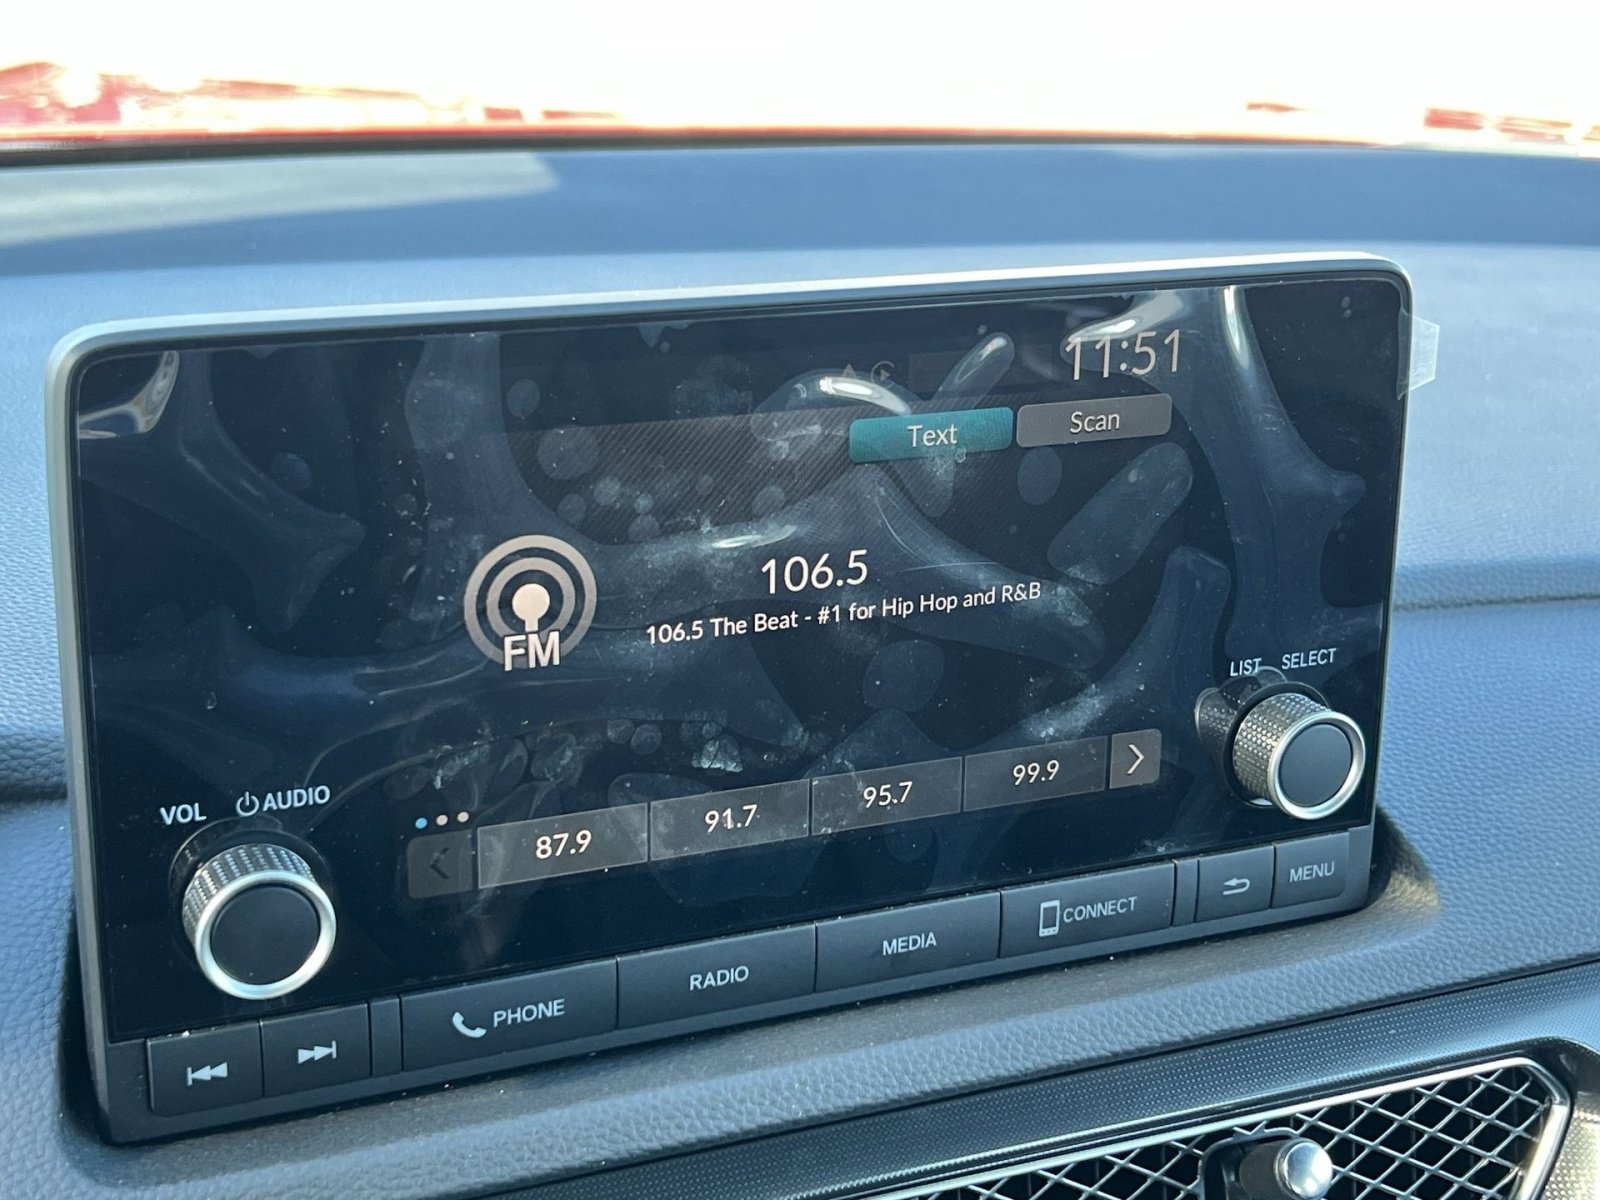 11:51
Text
Scan
106.5
106.5 The Beat - #1 for Hip Hop and R&B
FM
LIST SELECT
VOL AUDIO
87.9
91.7
95.7
99.9
PHONE
RADIO
MEDIA
CONNECT
MENU